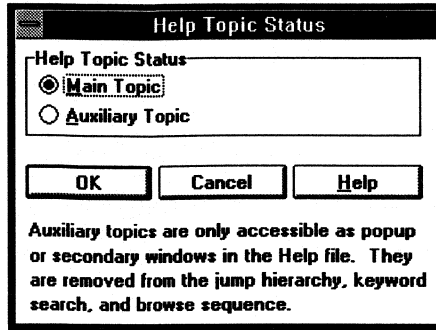 Help Topic Status
Help Topic Status
Main Topic
Auxiliary Topic
OK Cancel Help
Auxiliary topics are only accessible as popup
or secondary windows in the Help file. They
are removed from the jump hierarchy, keyword
search, and browse sequence.